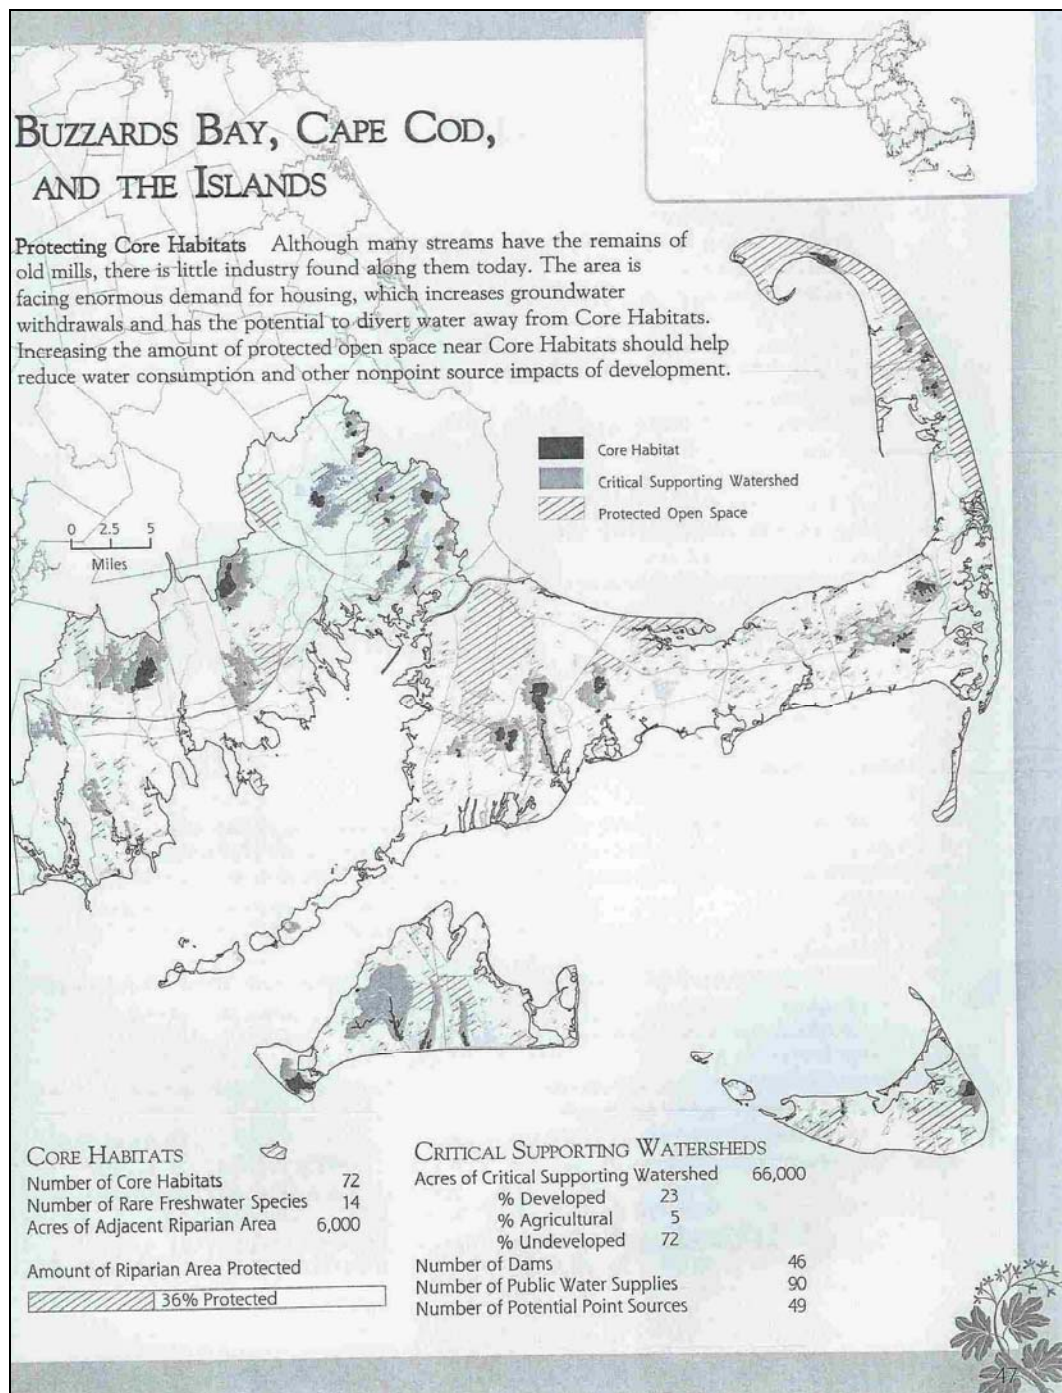 BUZZARDS BAY, CAPE COD,
AND THE ISLANDS
Protecting Core Habitats Although many streams have the remains of
old mills, there is little industry found along them today. The area is
facing enormous demand for housing, which increases groundwater
withdrawals and has the potential to divert water away from Core Habitats.
Increasing the amount of protected open space near Core Habitats should help
reduce water consumption and other nonpoint source impacts of development.
Core Habitat
Critical Supporting Watershed
Protected Open Space
0 2.5 5
Miles
CORE HABITATS
Number of Core Habitats 72
Number of Rare Freshwater Species 14
Acres of Adjacent Riparian Area 6,000
Amount of Riparian Area Protected
36% Protected
CRITICAL SUPPORTING WATERSHEDS
Acres of Critical Supporting Watershed 66,000
% Developed 23
% Agricultural 5
% Undeveloped 72
Number of Dams 46
Number of Public Water Supplies 90
Number of Potential Point Sources 49
47